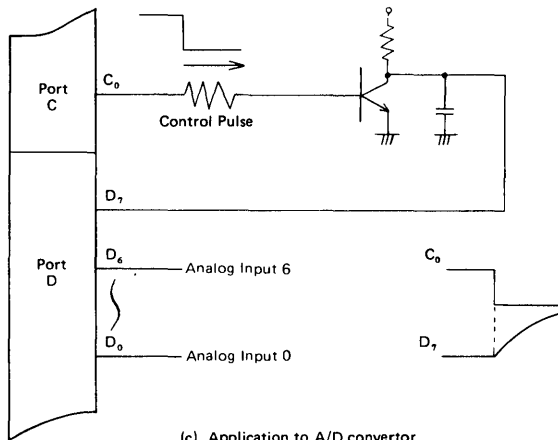 Port
C
C₀
Control Pulse
D₇
Port
D
D₆
Analog Input 6
D₀
Analog Input 0
C₀
D₇
(c) Application to A/D convertor